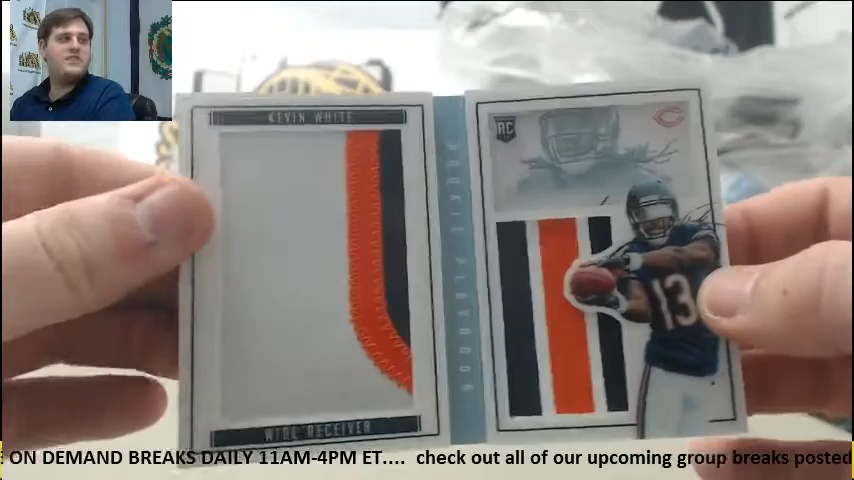 KEVIN WHITE
WIDE RECEIVER
ROOKIE PLAYBOOK
RC
C
13
ON DEMAND BREAKS DAILY 11AM-4PM ET.... check out all of our upcoming group breaks posted